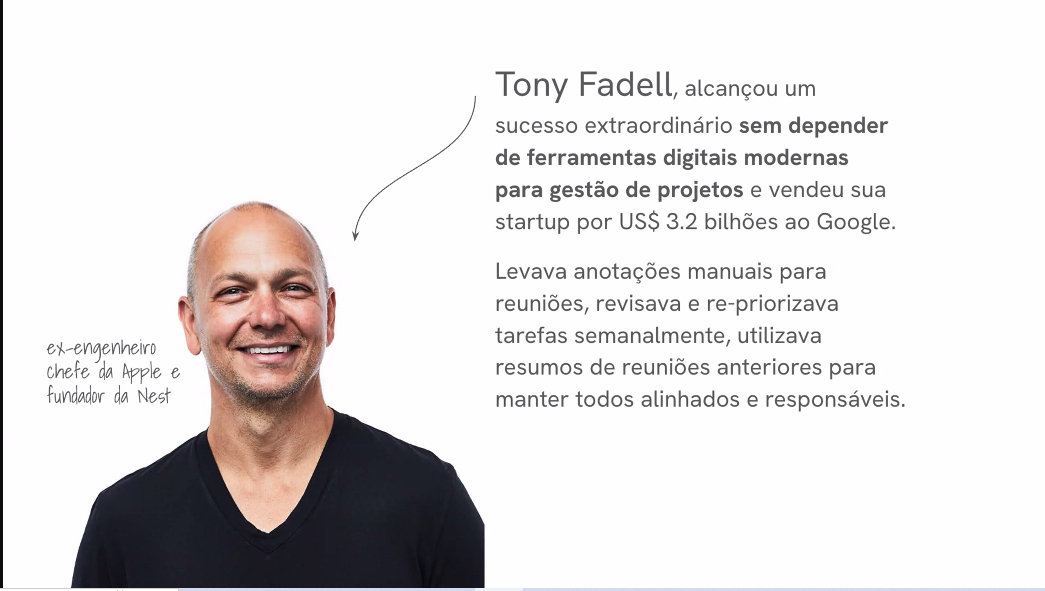 Tony Fadell, alcançou um
sucesso extraordinário sem depender
de ferramentas digitais modernas
para gestão de projetos e vendeu sua
startup por US$ 3.2 bilhões ao Google.
Levava anotações manuais para
reuniões, revisava e re-priorizava
tarefas semanalmente, utilizava
resumos de reuniões anteriores para
manter todos alinhados e responsáveis.
ex-engenheiro
chefe da Apple e
fundador da Nest